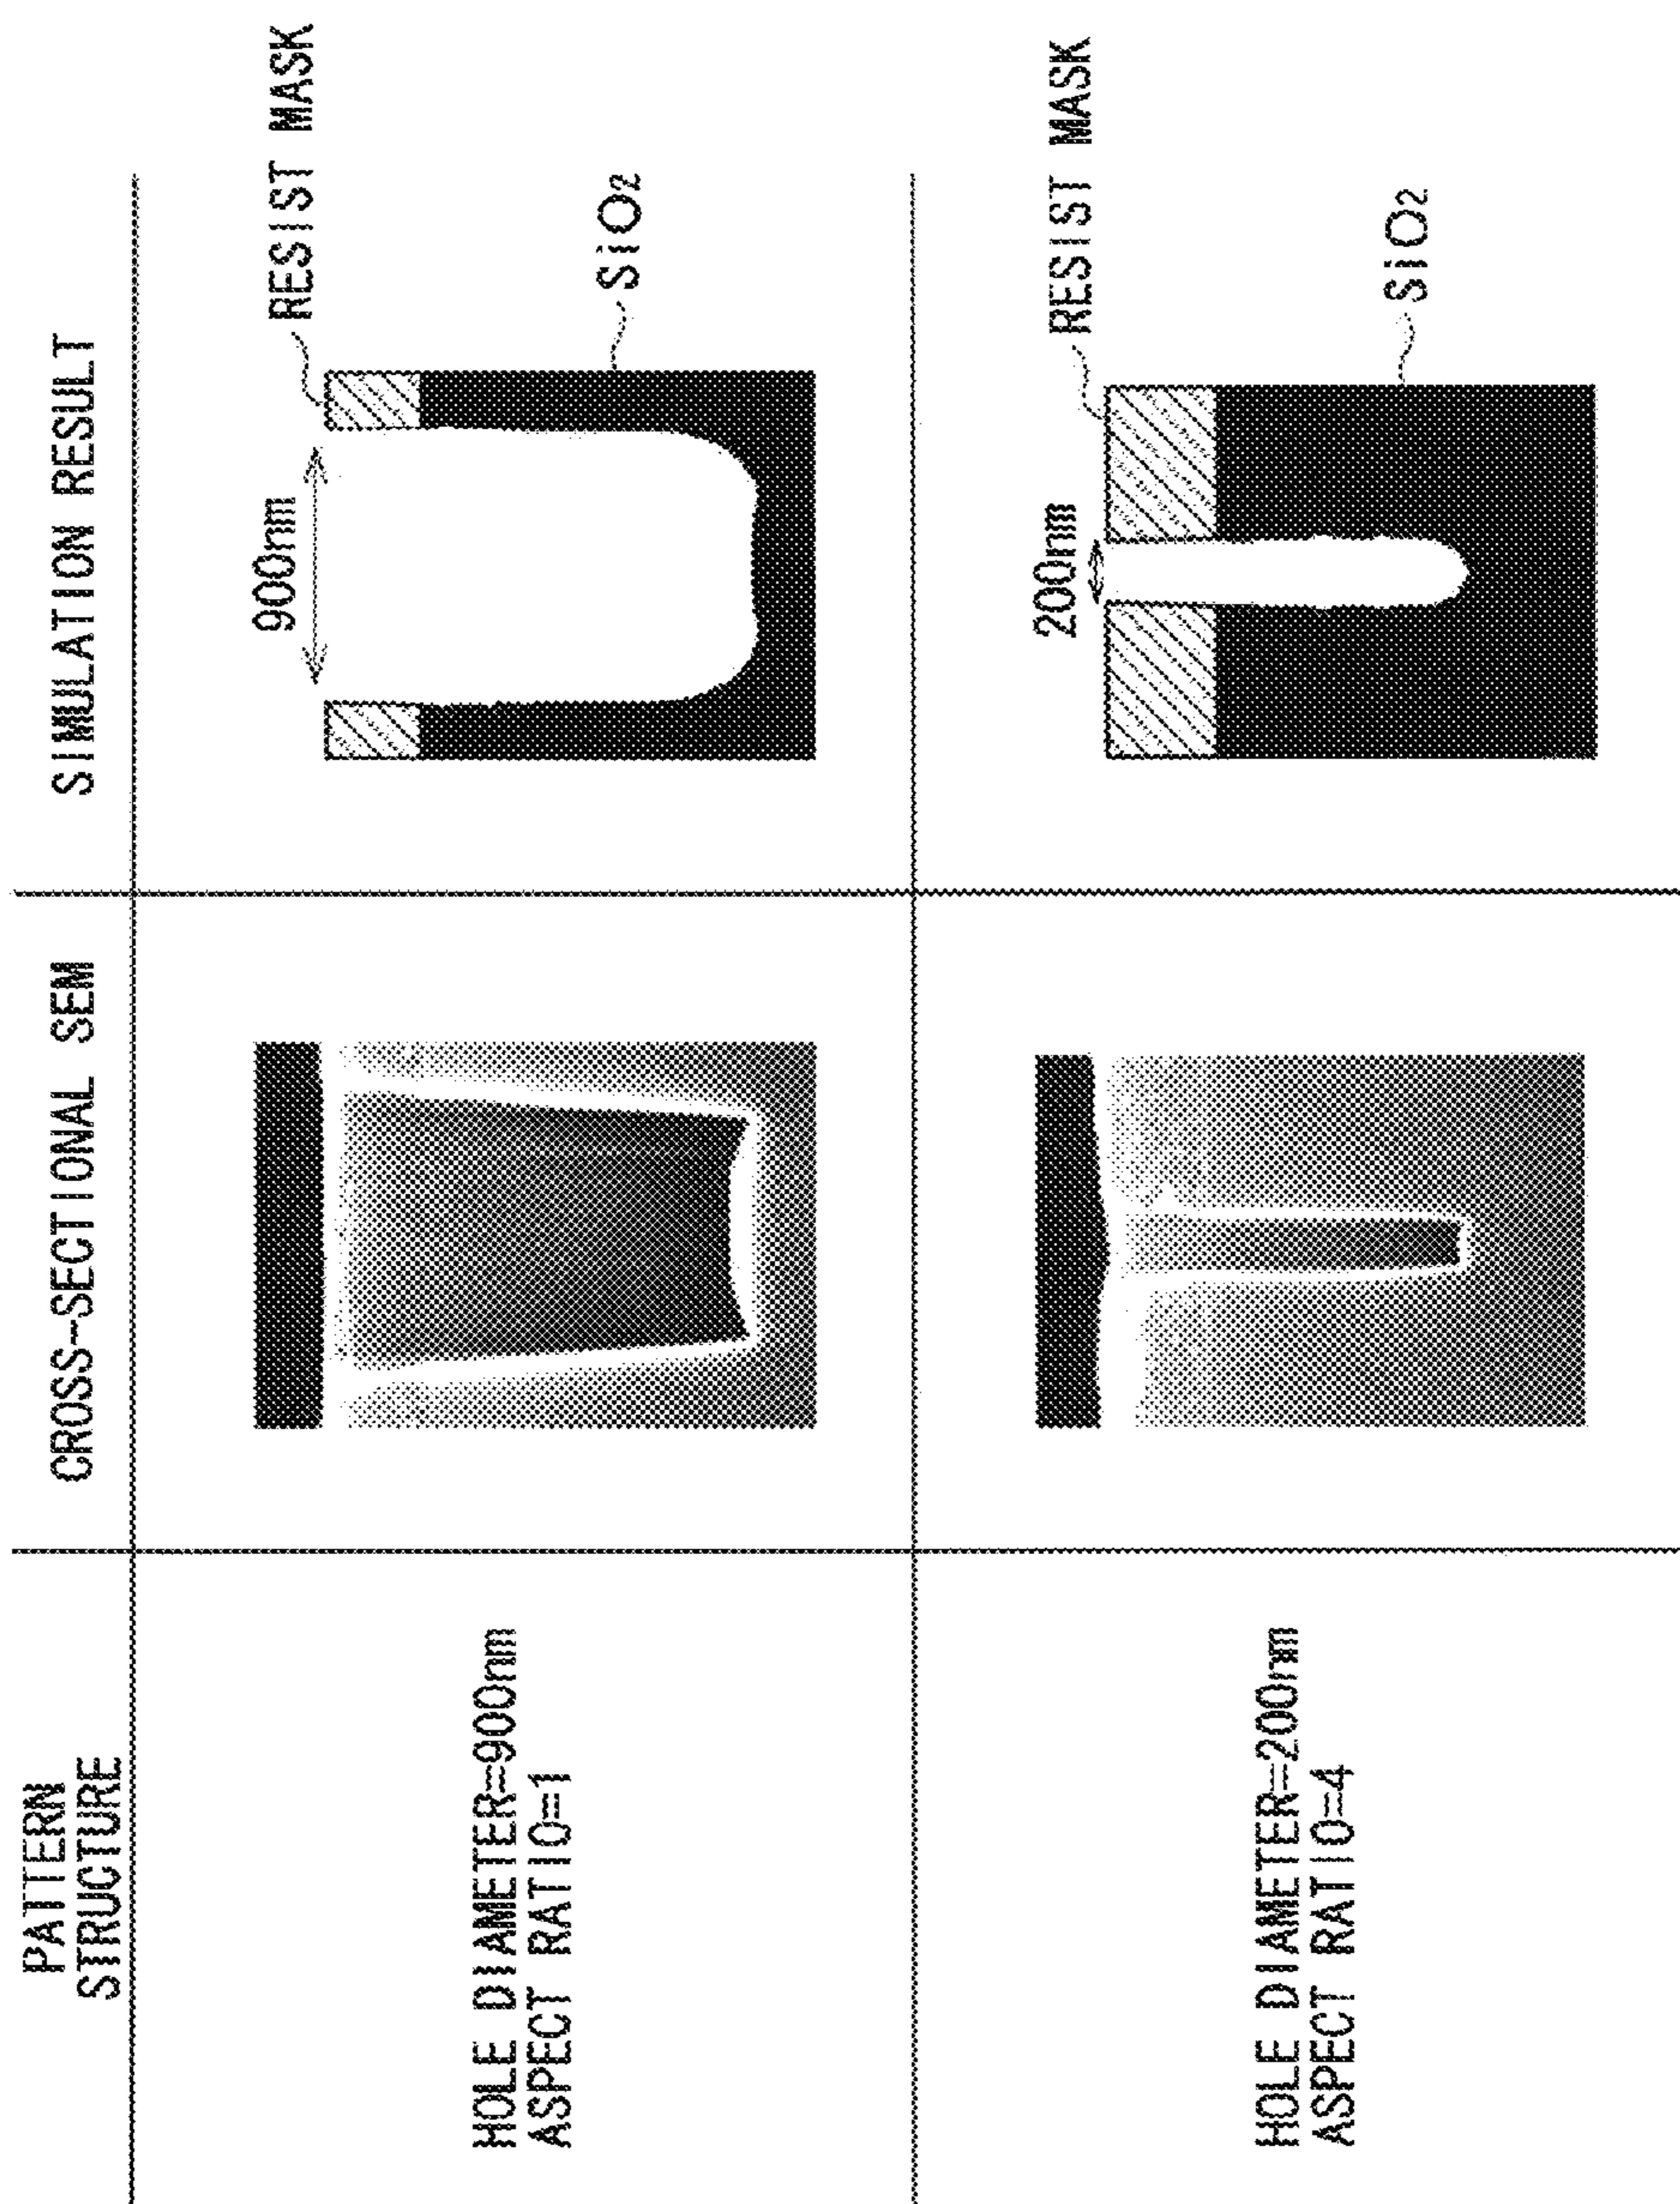 PATTERN
STRUCTURE
CROSS-SECTIONAL SEM
SIMULATION RESULT
HOLE DIAMETER=900nm
ASPECT RATIO=1
900nm
RESIST MASK
SiO2
HOLE DIAMETER=200nm
ASPECT RATIO=4
200nm
RESIST MASK
SiO2